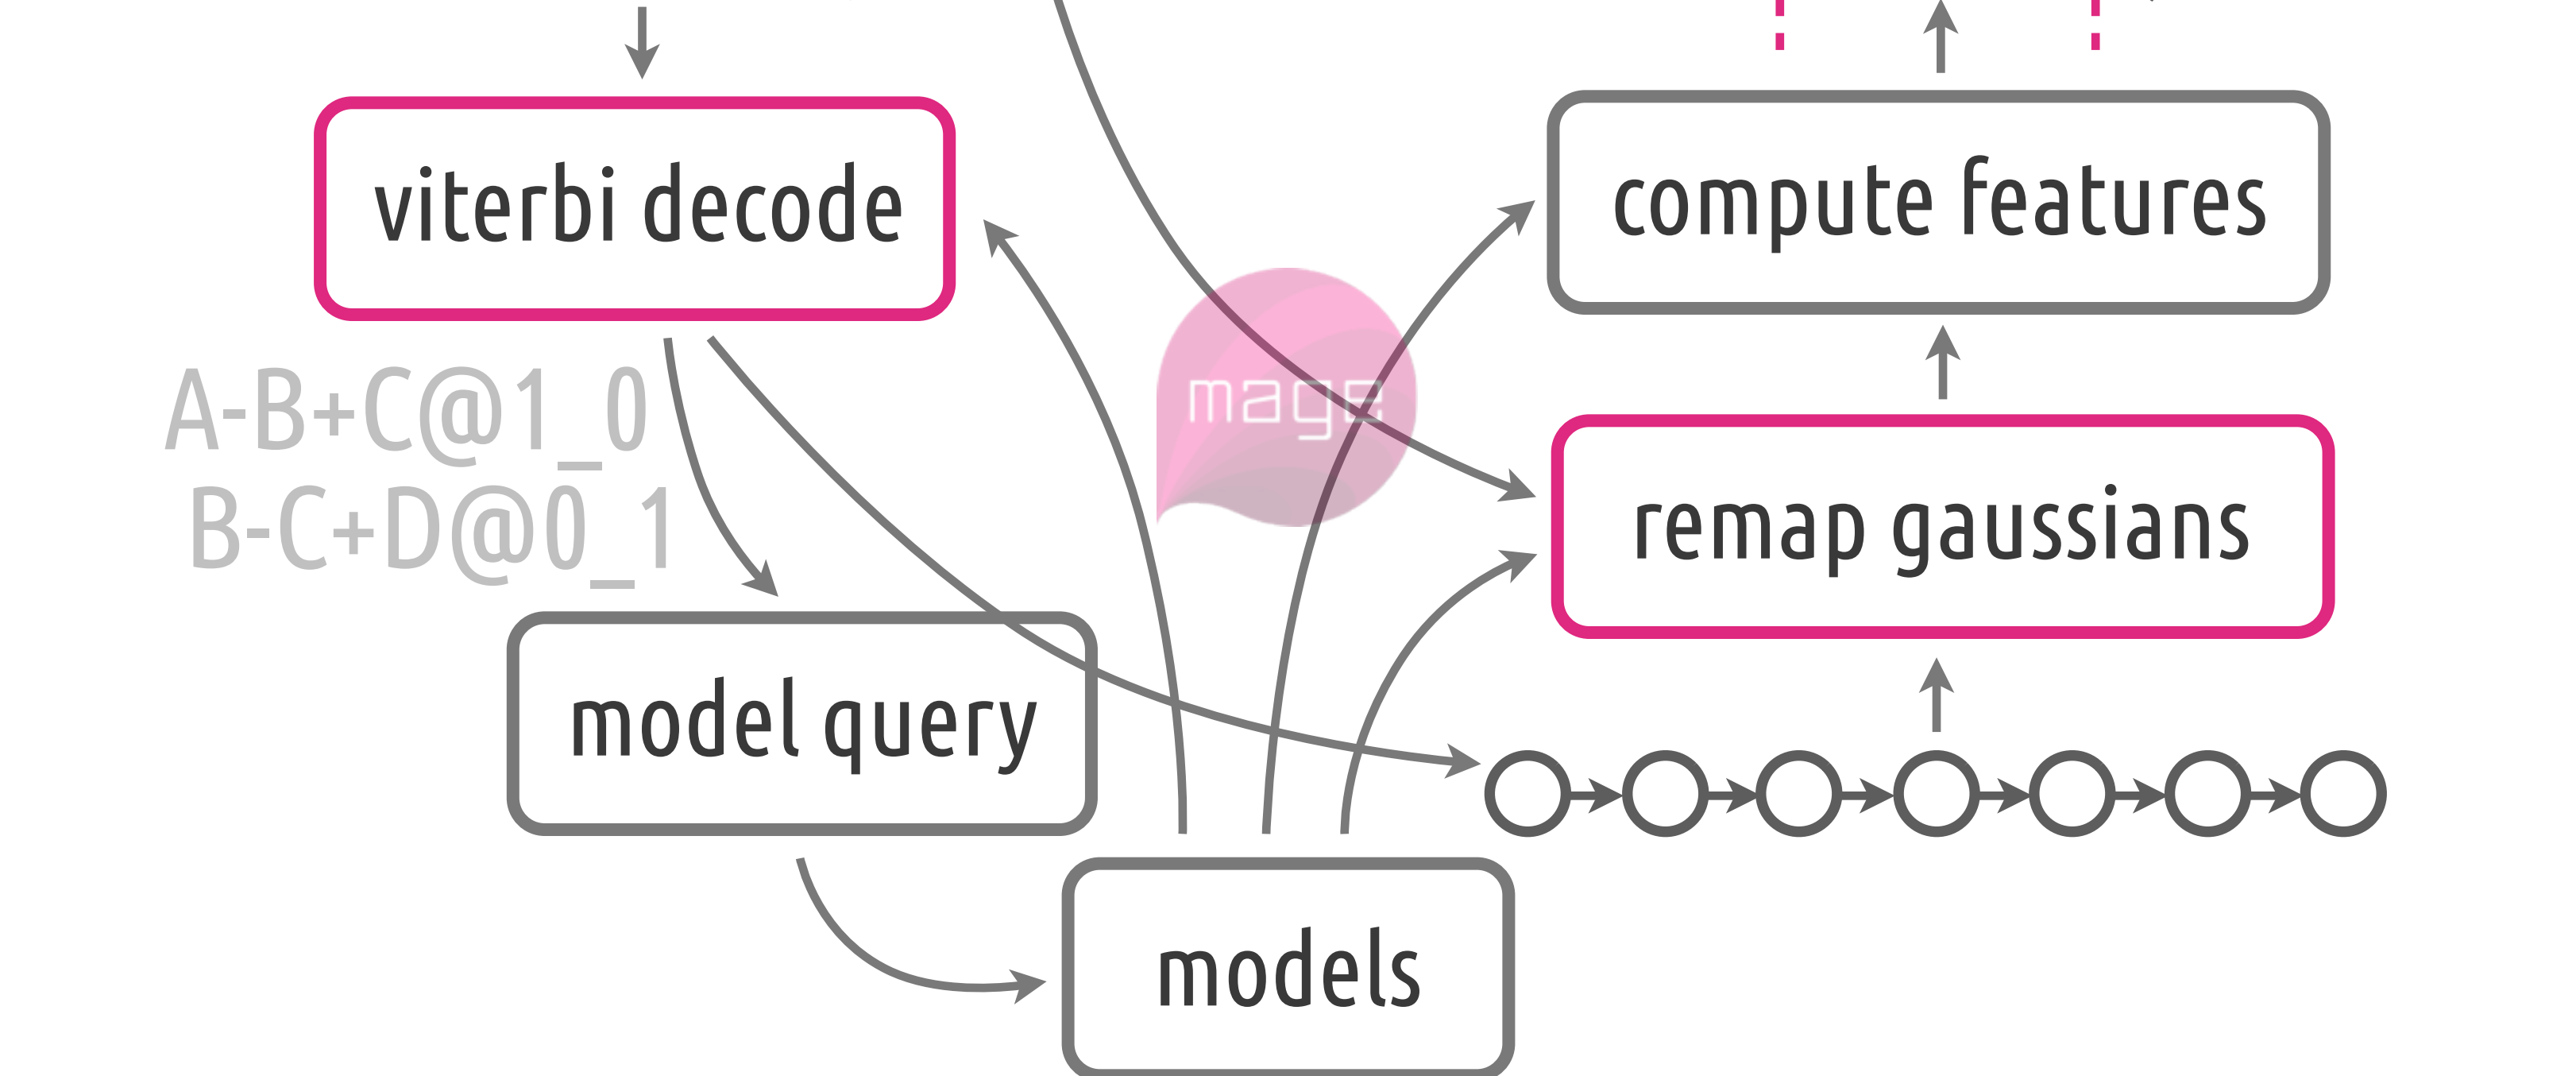 viterbi decode
compute features
A-B+C@1_0
mage
B-C+D@0_1
remap gaussians
model query
models